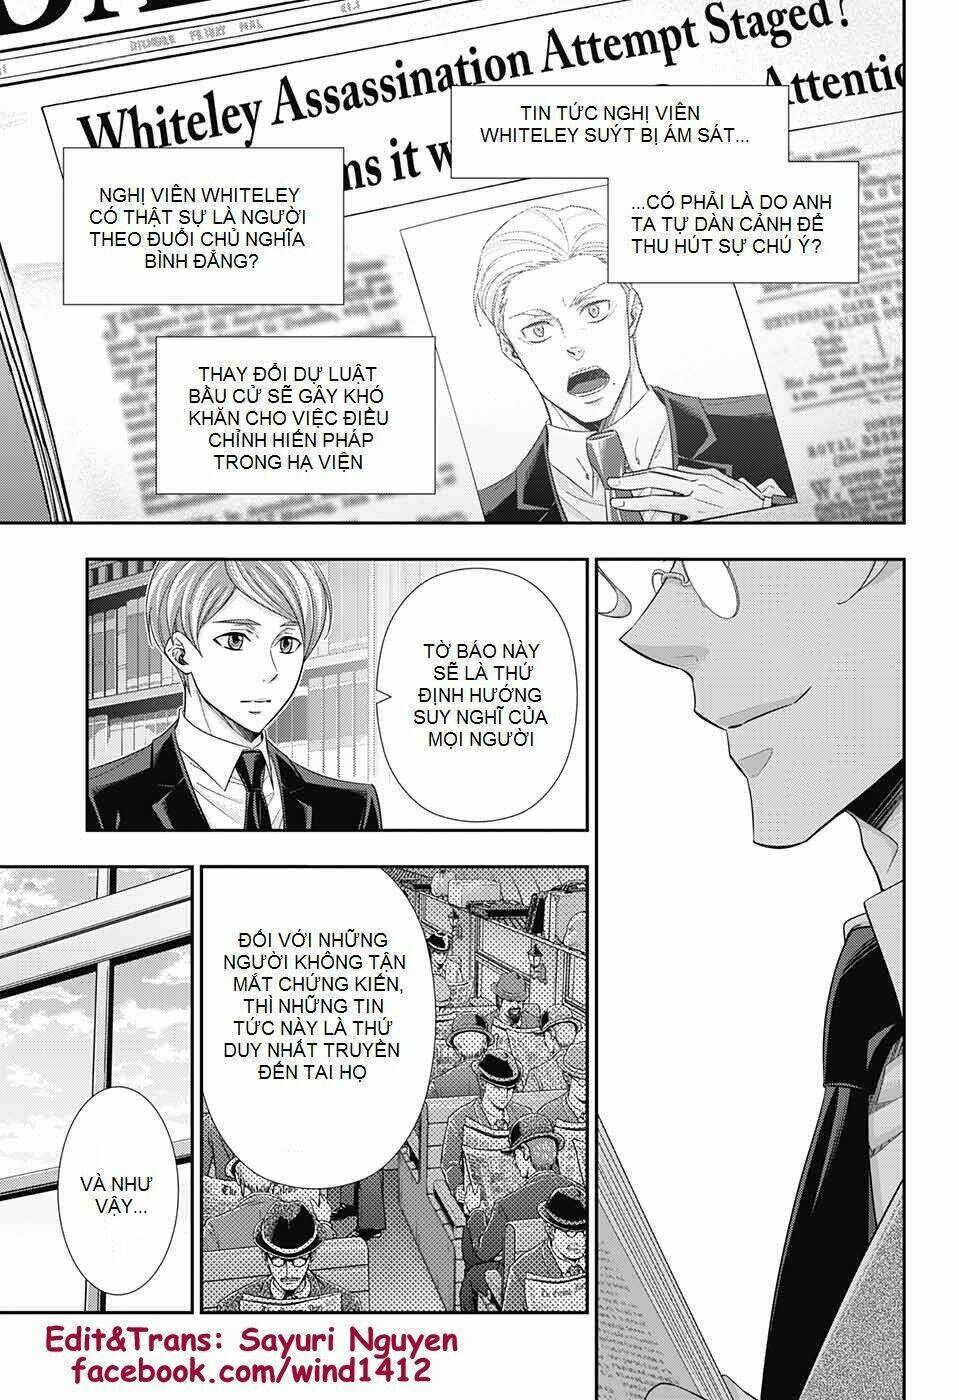 Whiteley Assassination Attempt Staged?
Attentio
ms it w
TIN TỨC NGHỊ VIÊN
WHITELEY SUÝT BỊ ÁM SÁT...
...CÓ PHẢI LÀ DO ANH
TA TỰ DÀN CẢNH ĐỂ
THU HÚT SỰ CHÚ Ý?
NGHỊ VIÊN WHITELEY
CÓ THẬT SỰ LÀ NGƯỜI
THEO ĐUỔI CHỦ NGHĨA
BÌNH ĐẲNG?
THAY ĐỔI DỰ LUẬT
BẦU CỬ SẼ GÂY KHÓ
KHĂN CHO VIỆC ĐIỀU
CHỈNH HIẾN PHÁP
TRONG HẠ VIỆN
UNIVERSAL
ROYAL
TỜ BÁO NÀY
SẼ LÀ THỨ
ĐỊNH HƯỚNG
SUY NGHĨ CỦA
MỌI NGƯỜI
ĐỐI VỚI NHỮNG
NGƯỜI KHÔNG TẬN
MẮT CHỨNG KIẾN,
THÌ NHỮNG TIN
TỨC NÀY LÀ THỨ
DUY NHẤT TRUYỀN
ĐẾN TAI HỌ
VÀ NHƯ
VẬY...
Edit&Trans: Sayuri Nguyen
facebook.com/wind1412